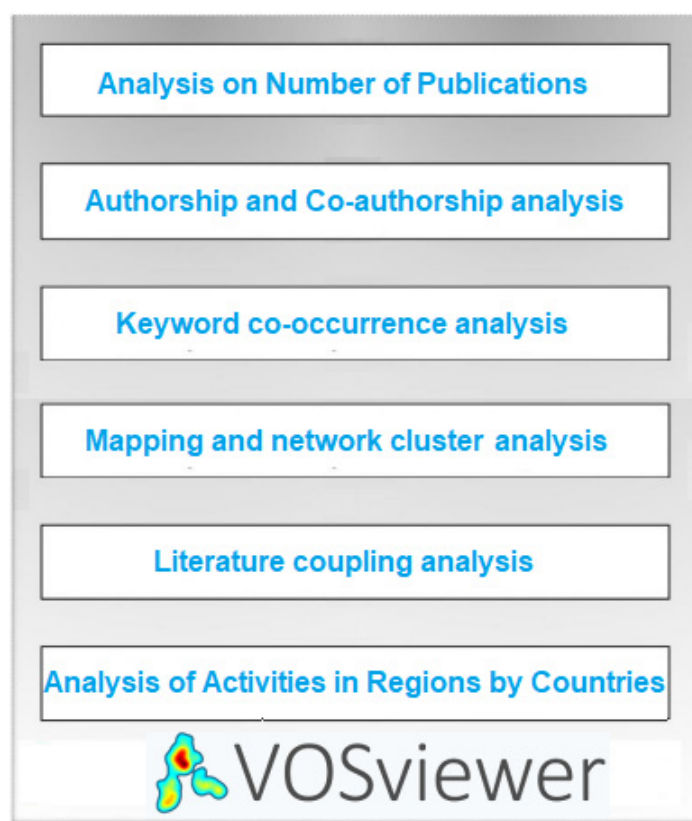 Analysis on Number of Publications
Authorship and Co-authorship analysis
Keyword co-occurrence analysis
Mapping and network cluster analysis
Literature coupling analysis
Analysis of Activities in Regions by Countries
VOSviewer